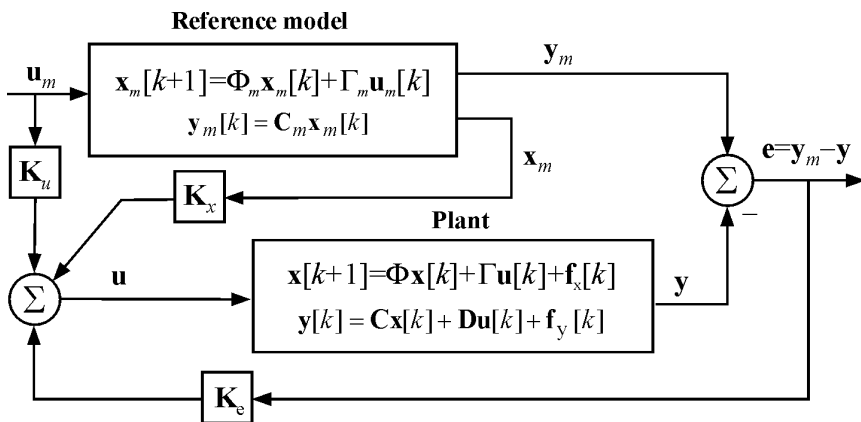 Reference model
u_m
x_m[k+1]=Φ_m x_m[k]+Γ_m u_m[k]
y_m[k] = C_m x_m[k]
y_m
x_m
e=y_m−y
K_u
K_x
Σ
−
Plant
Σ
u
x[k+1]=Φx[k]+Γu[k]+f_x[k]
y[k] = Cx[k]+Du[k]+f_y[k]
y
K_e